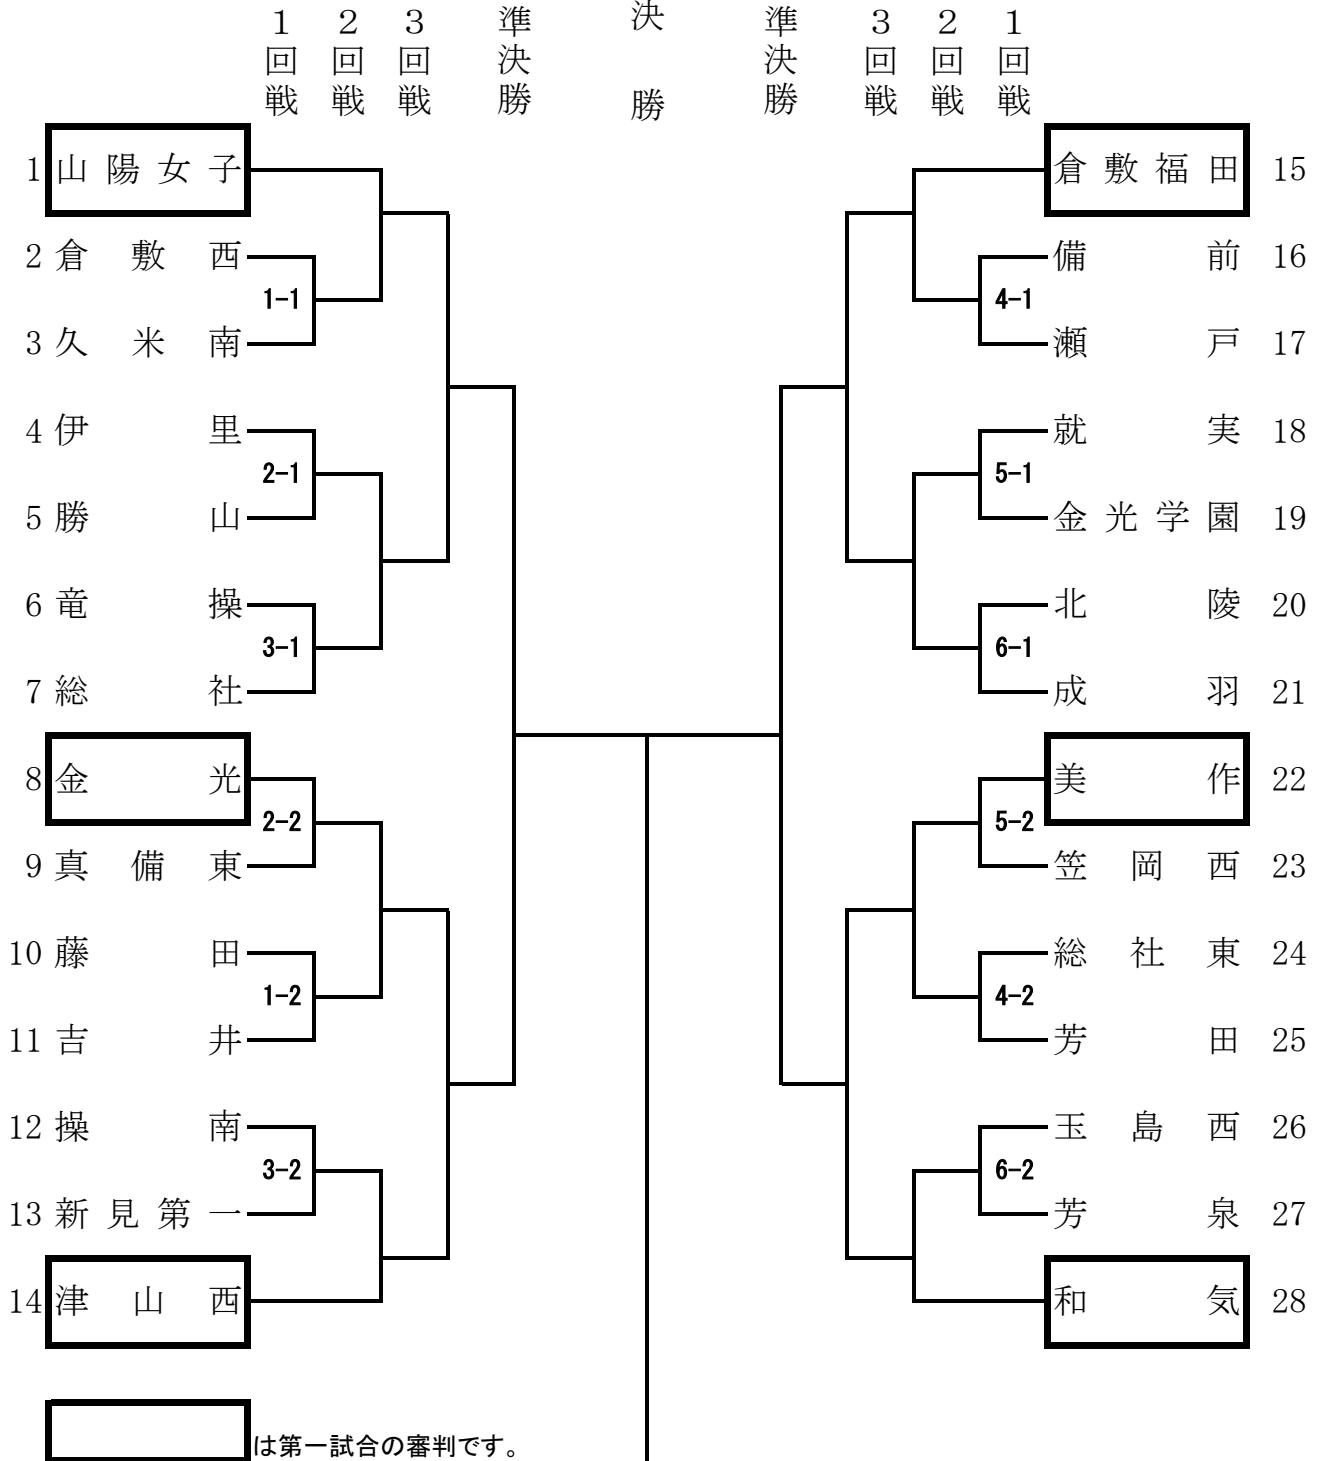 1回戦 2回戦 3回戦 準決勝 決勝 準決勝 3回戦 2回戦 1回戦
1 山陽女子 倉敷福田 15
2 倉敷西 備前 16
1-1 4-1
3 久米南 瀬戸 17
4 伊里 就実 18
2-1 5-1
5 勝山 金光学園 19
6 竜操 北陵 20
3-1 6-1
7 総社 成羽 21
8 金光 美作 22
2-2 5-2
9 真備東 笠岡西 23
10 藤田 総社東 24
1-2 4-2
11 吉井 芳田 25
12 操南 玉島西 26
3-2 6-2
13 新見第一 芳泉 27
14 津山西 和気 28
は第一試合の審判です。